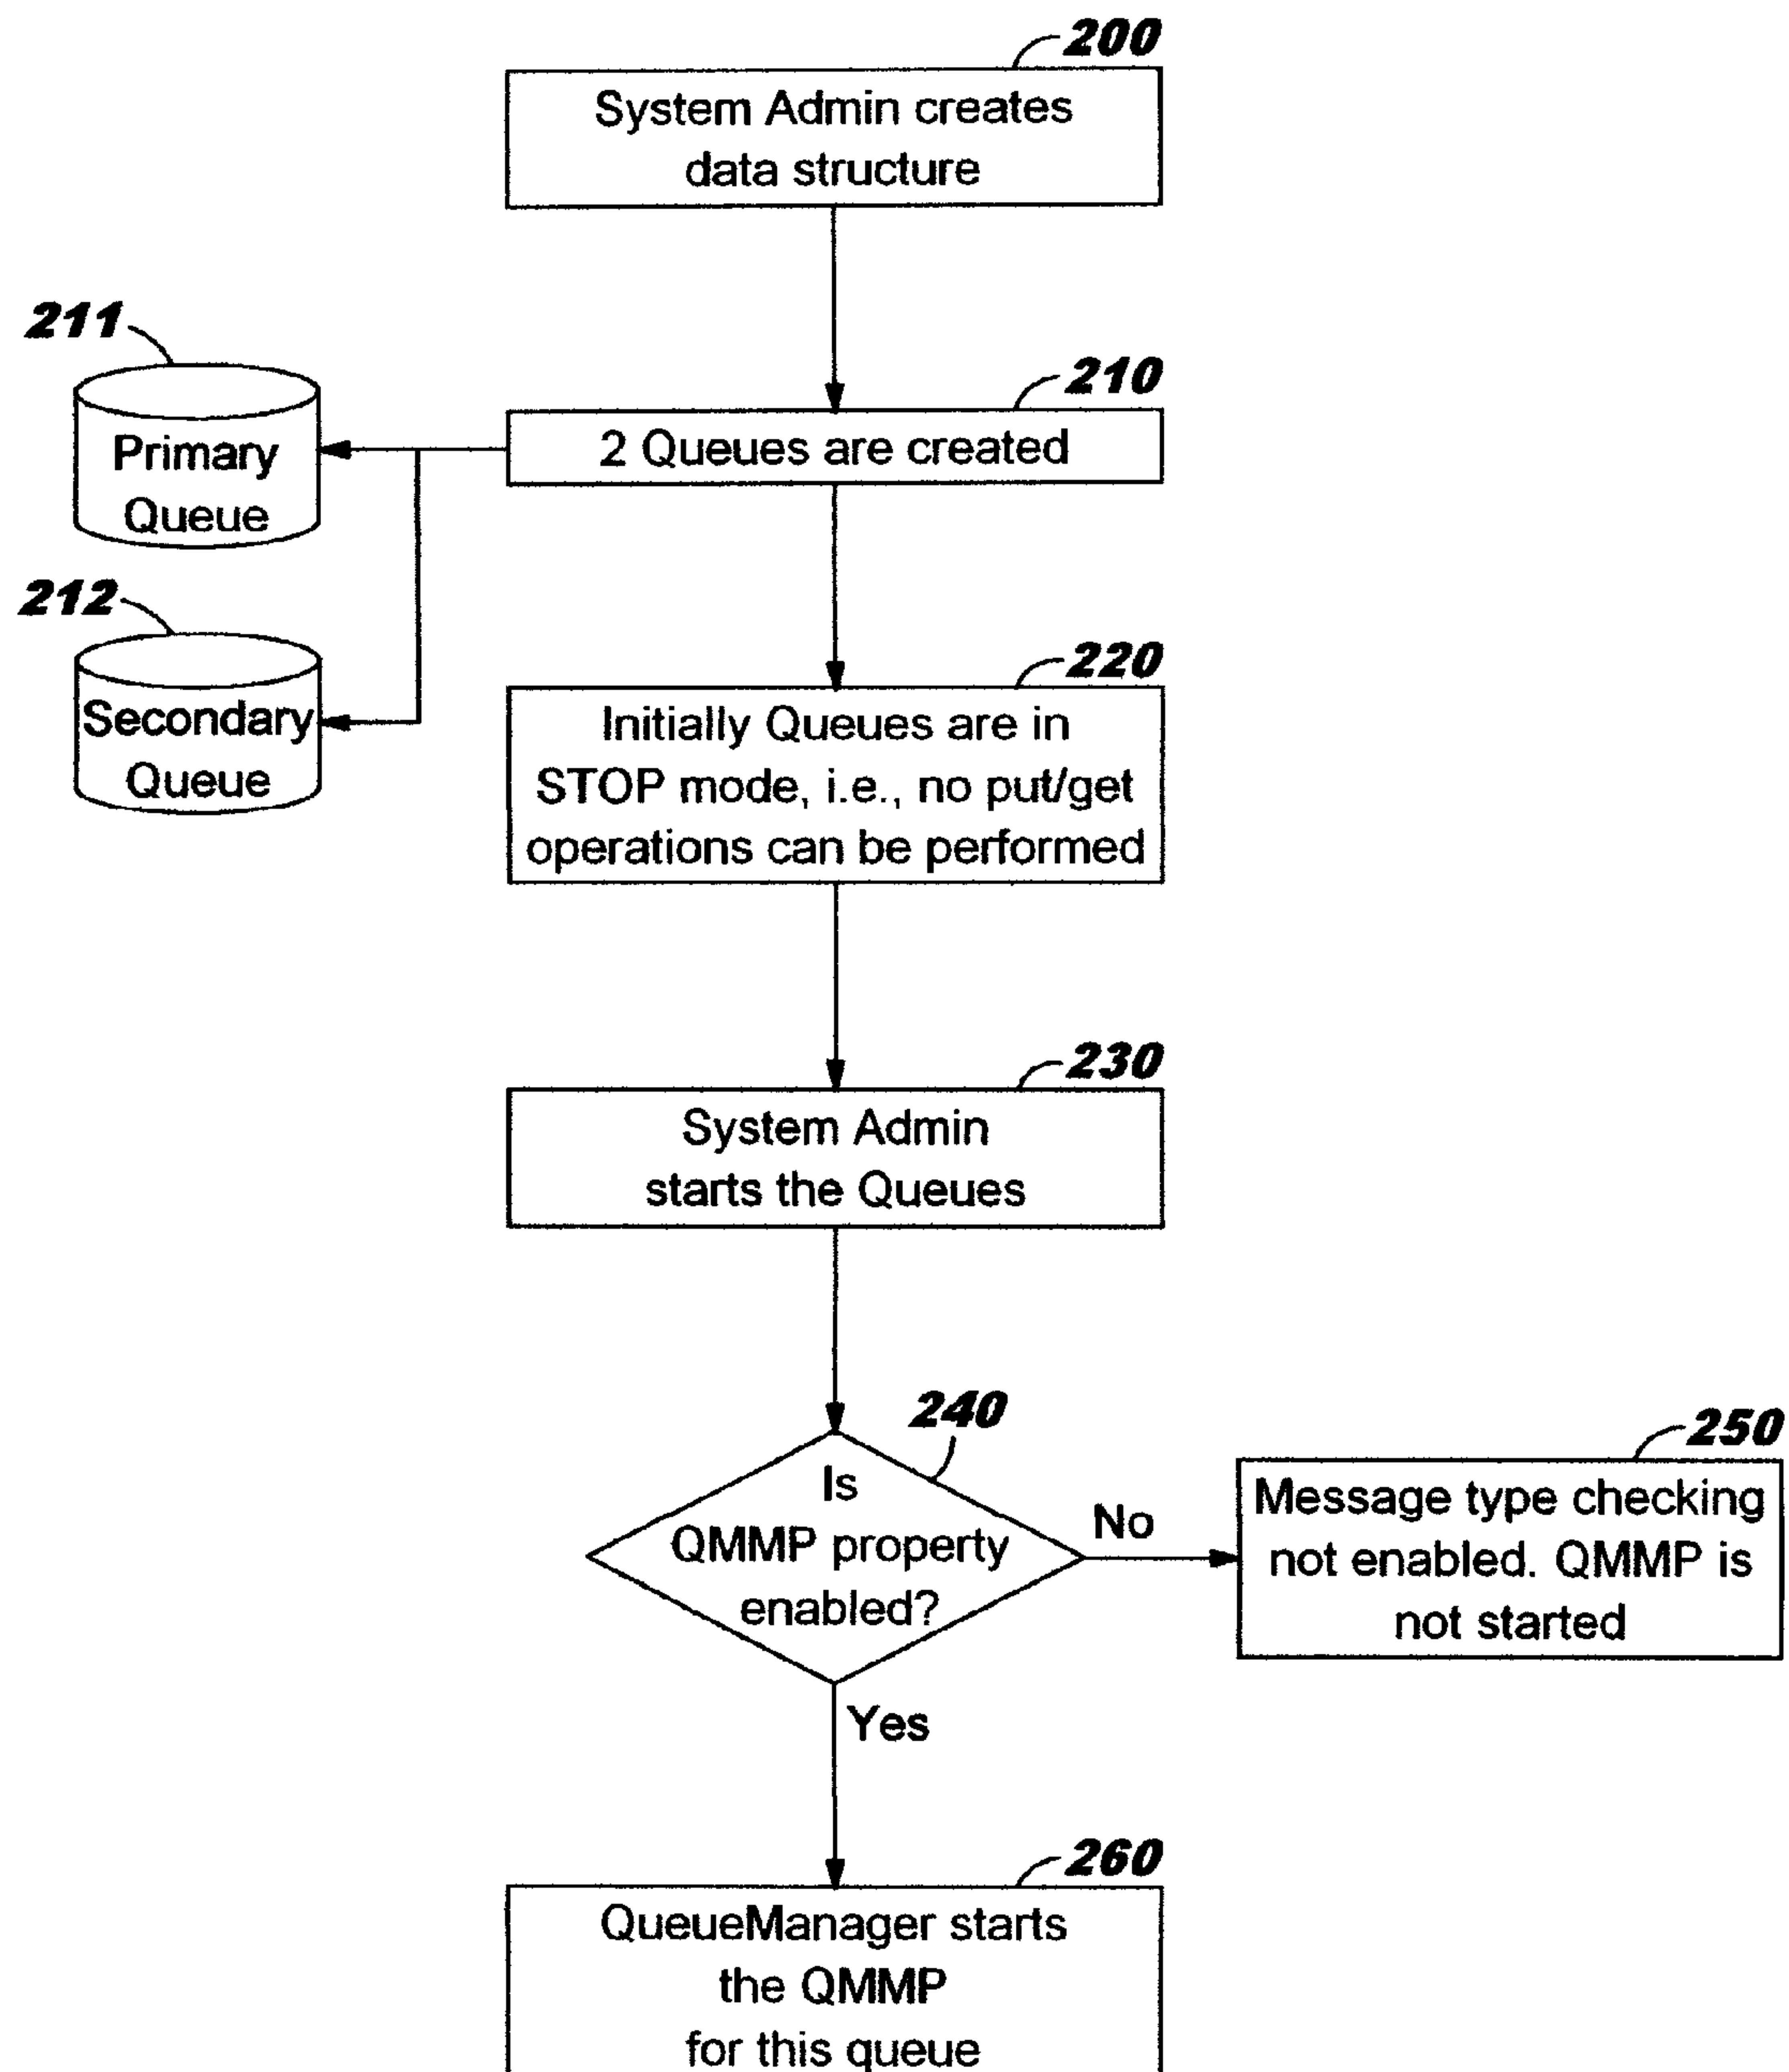 200
System Admin creates
data structure
211
210
Primary
Queue
2 Queues are created
212
220
Secondary
Queue
Initially Queues are in
STOP mode, i.e., no put/get
operations can be performed
230
System Admin
starts the Queues
240
250
Is
QMMP property
enabled?
No
Message type checking
not enabled. QMMP is
not started
Yes
260
QueueManager starts
the QMMP
for this queue